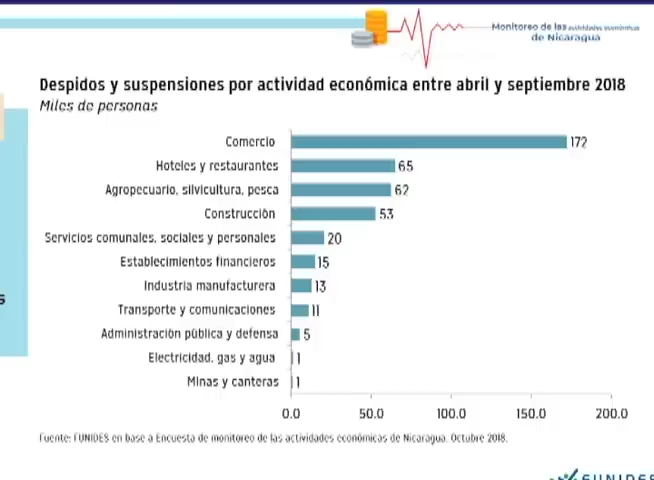 Monitoreo de las actividades económicas
de Nicaragua
Despidos y suspensiones por actividad económica entre abril y septiembre 2018
Miles de personas
Comercio 172
Hoteles y restaurantes 65
Agropecuario, silvicultura, pesca 62
Construcción 53
Servicios comunales, sociales y personales 20
Establecimientos financieros 15
Industria manufacturera 13
Transporte y comunicaciones 11
Administración pública y defensa 5
Electricidad, gas y agua 1
Minas y canteras 1
0.0 50.0 100.0 150.0 200.0
s
Fuente: FUNIDES en base a Encuesta de monitoreo de las actividades económicas de Nicaragua. Octubre 2018.
FUNIDES